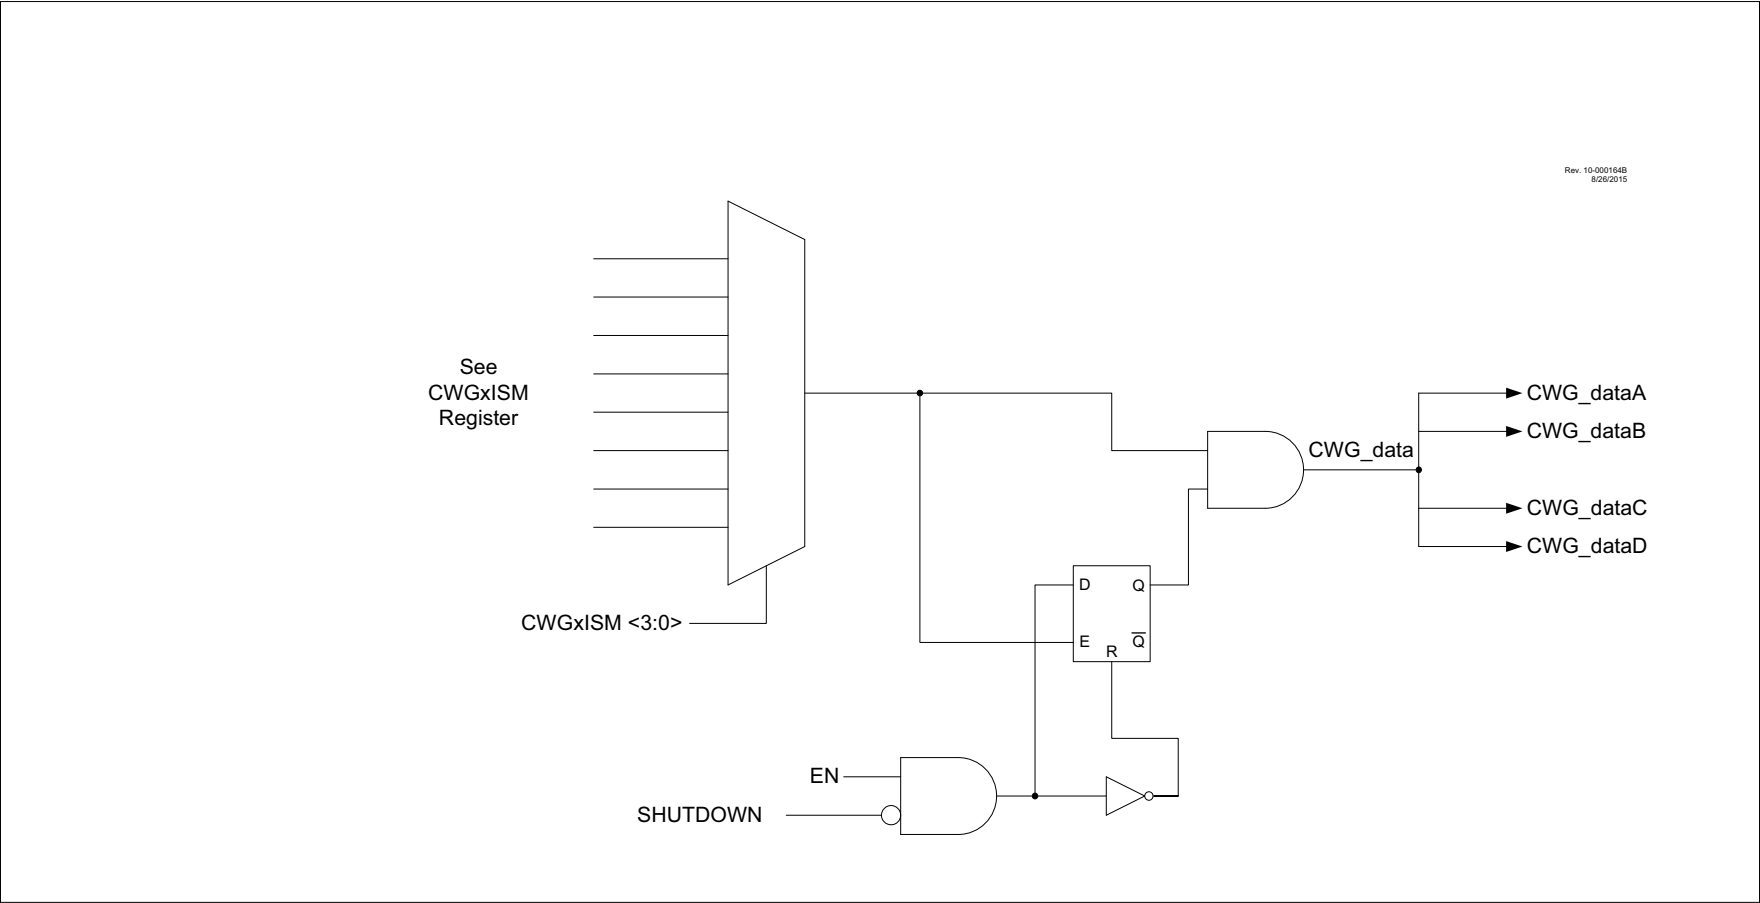 Rev. 10-000164B
8/26/2015
See
CWGxISM
Register
CWGxISM <3:0>
CWG_data
CWG_dataA
CWG_dataB
CWG_dataC
CWG_dataD
D
Q
E
Q̅
R
EN
SHUTDOWN